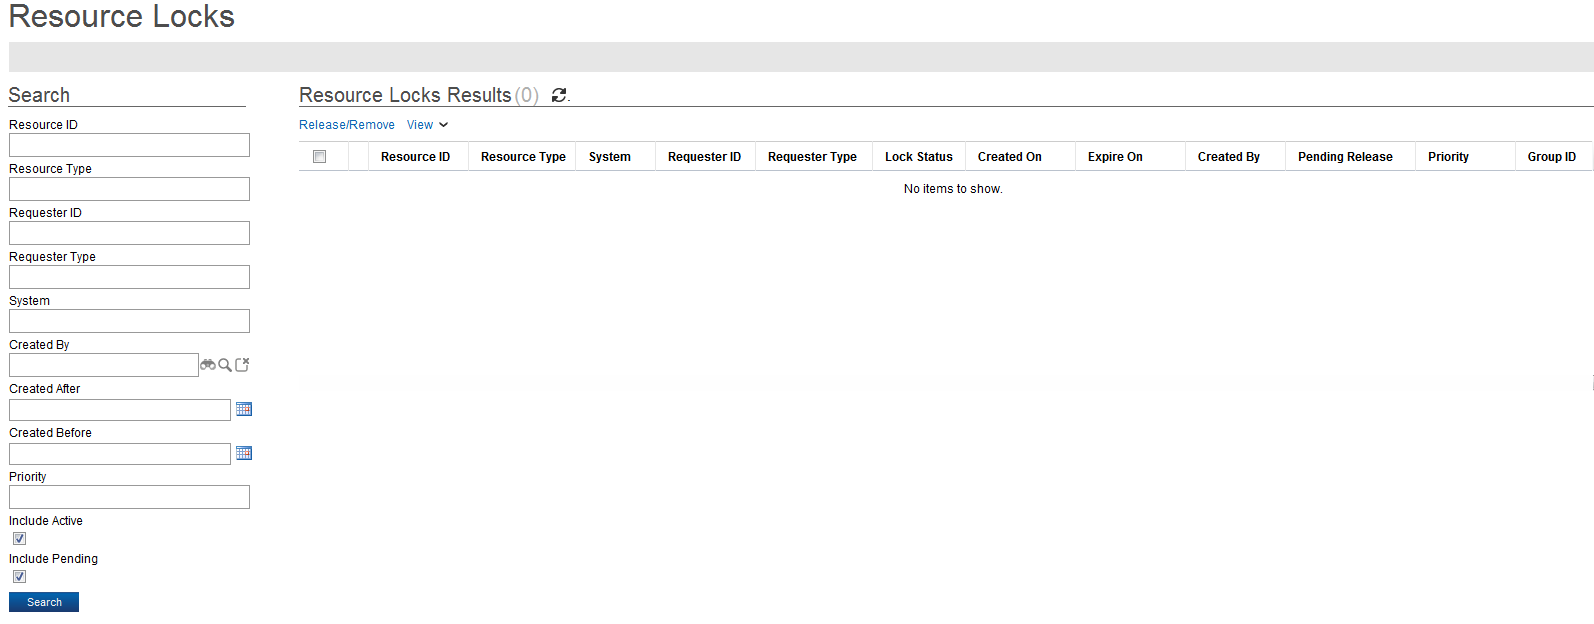 Resource Locks
Search
Resource ID
Resource Type
Requester ID
Requester Type
System
Created By
Created After
Created Before
Priority
Include Active
Include Pending
Search
Resource Locks Results (0)
Release/Remove View
Resource ID Resource Type System Requester ID Requester Type Lock Status Created On Expire On Created By Pending Release Priority Group ID
No items to show.